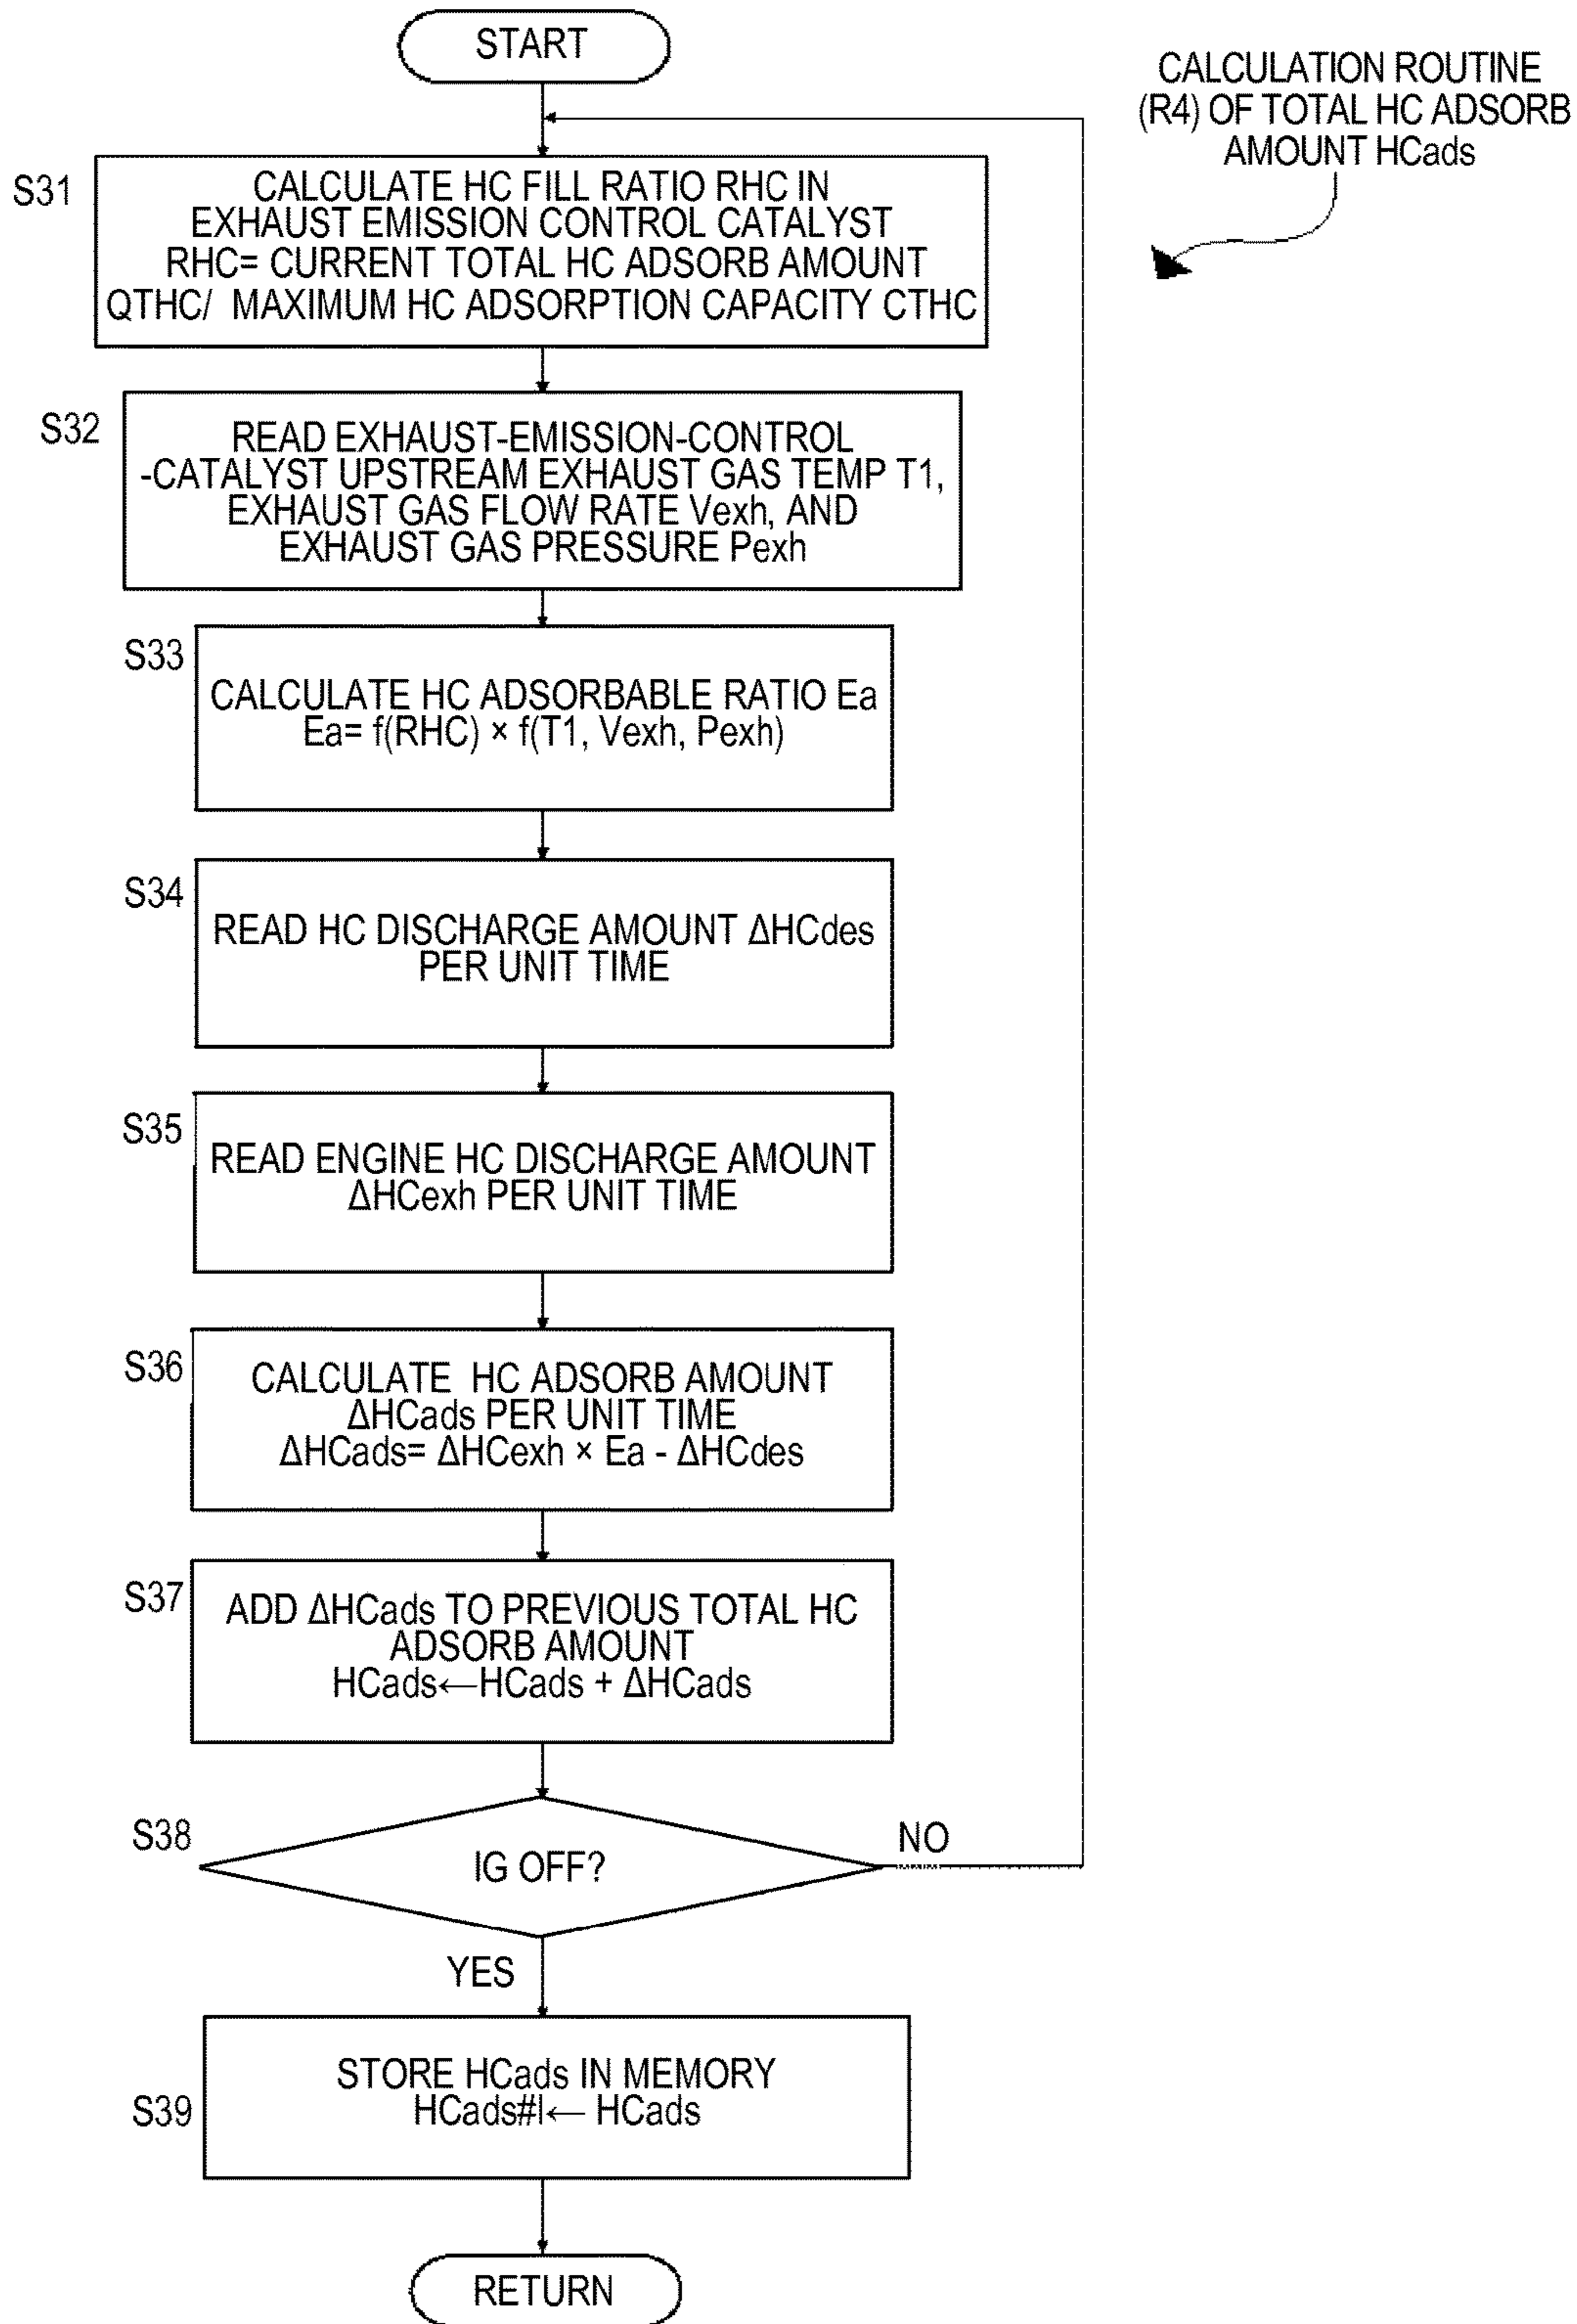 START
CALCULATION ROUTINE
(R4) OF TOTAL HC ADSORB
AMOUNT HCads
S31
CALCULATE HC FILL RATIO RHC IN
EXHAUST EMISSION CONTROL CATALYST
RHC= CURRENT TOTAL HC ADSORB AMOUNT
QTHC/ MAXIMUM HC ADSORPTION CAPACITY CTHC
S32
READ EXHAUST-EMISSION-CONTROL
-CATALYST UPSTREAM EXHAUST GAS TEMP T1,
EXHAUST GAS FLOW RATE Vexh, AND
EXHAUST GAS PRESSURE Pexh
S33
CALCULATE HC ADSORBABLE RATIO Ea
Ea= f(RHC) × f(T1, Vexh, Pexh)
S34
READ HC DISCHARGE AMOUNT ΔHCdes
PER UNIT TIME
S35
READ ENGINE HC DISCHARGE AMOUNT
ΔHCexh PER UNIT TIME
S36
CALCULATE HC ADSORB AMOUNT
ΔHCads PER UNIT TIME
ΔHCads= ΔHCexh × Ea - ΔHCdes
S37
ADD ΔHCads TO PREVIOUS TOTAL HC
ADSORB AMOUNT
HCads←HCads + ΔHCads
S38
IG OFF?
NO
YES
S39
STORE HCads IN MEMORY
HCads#I← HCads
RETURN